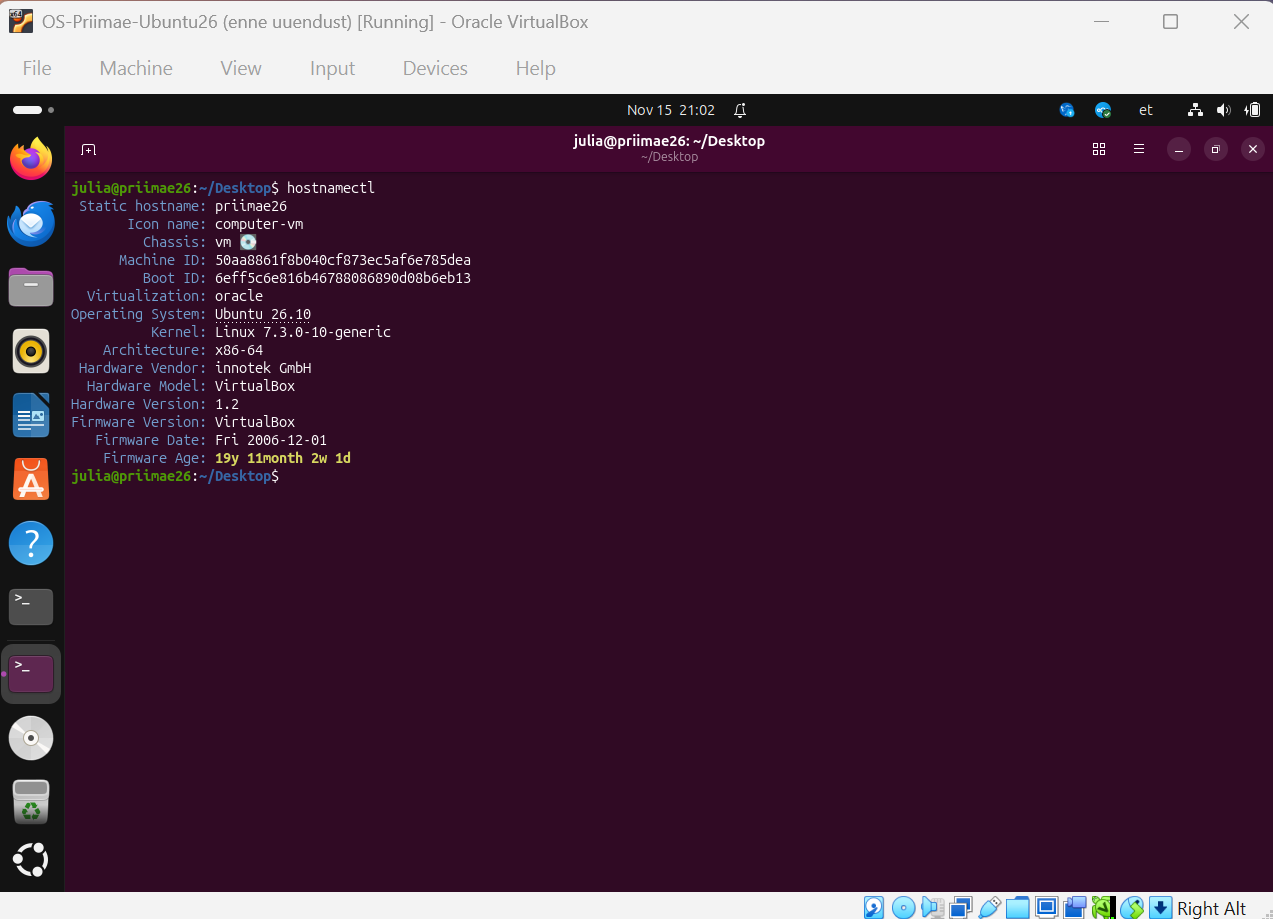 OS-Priimae-Ubuntu26 (enne uuendust) [Running] - Oracle VirtualBox
File Machine View Input Devices Help
Nov 15 21:02 et
julia@priimae26: ~/Desktop
~/Desktop
julia@priimae26:~/Desktop$ hostnamectl
Static hostname: priimae26
Icon name: computer-vm
Chassis: vm
Machine ID: 50aa8861f8b040cf873ec5af6e785dea
Boot ID: 6eff5c6e816b46788086890d08b6eb13
Virtualization: oracle
Operating System: Ubuntu 26.10
Kernel: Linux 7.3.0-10-generic
Architecture: x86-64
Hardware Vendor: innotek GmbH
Hardware Model: VirtualBox
Hardware Version: 1.2
Firmware Version: VirtualBox
Firmware Date: Fri 2006-12-01
Firmware Age: 19y 11month 2w 1d
julia@priimae26:~/Desktop$
Right Alt